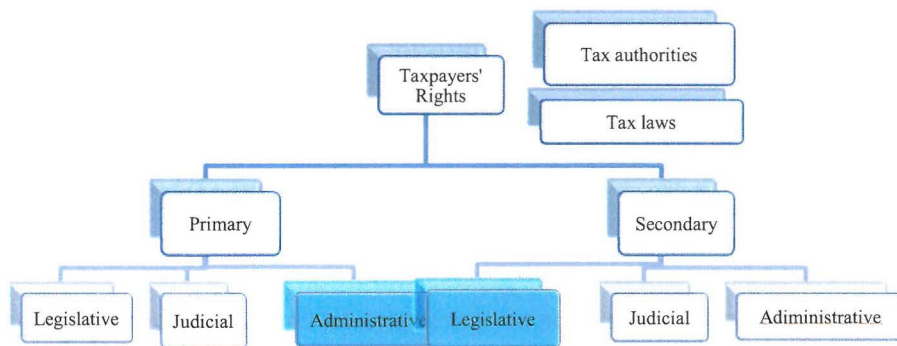 Taxpayers'
Rights
Tax authorities
Tax laws
Primary
Secondary
Legislative
Judicial
Administrative
Legislative
Judicial
Adiministrative